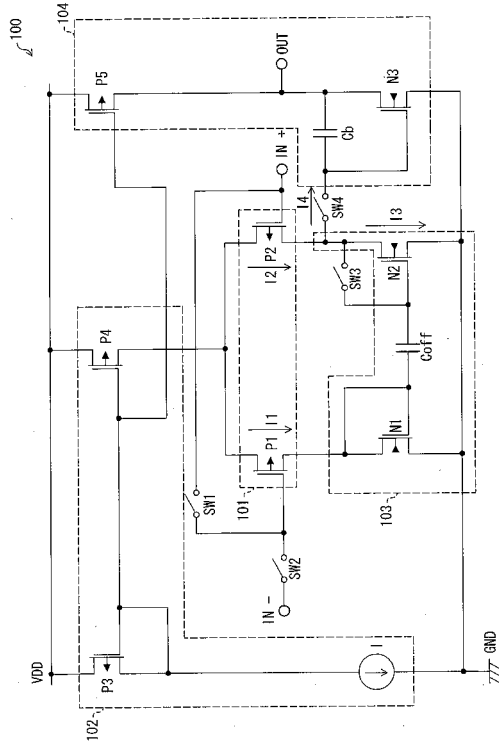 100
104
P5
OUT
Cb
N3
IN +
I4
SW4
I3
102
P4
I2
P2
SW3
N2
Coff
SW1
101
P1
I1
N1
103
SW2
IN -
VDD
P3
I
GND